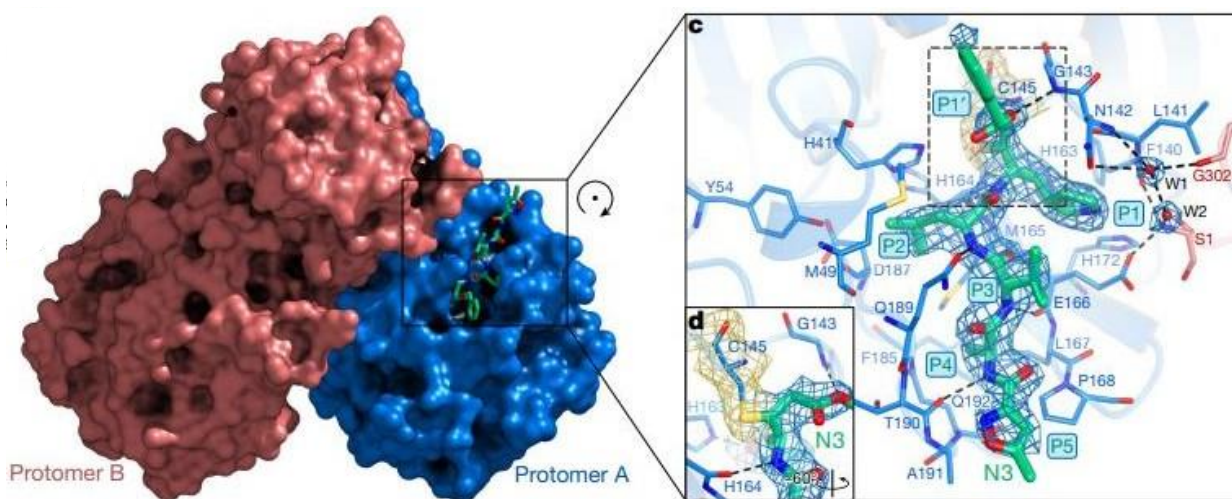 Protomer B
Protomer A
c
G143
C145
P1′
N142
L141
H41
H163
F140
G302
W1
H164
Y54
P1
W2
M165
S1
P2
H172
M49
D187
P3
Q189
E166
d
G143
C145
F185
L167
P4
P168
Q192
H163
T190
N3
P5
H164
60°
A191
N3